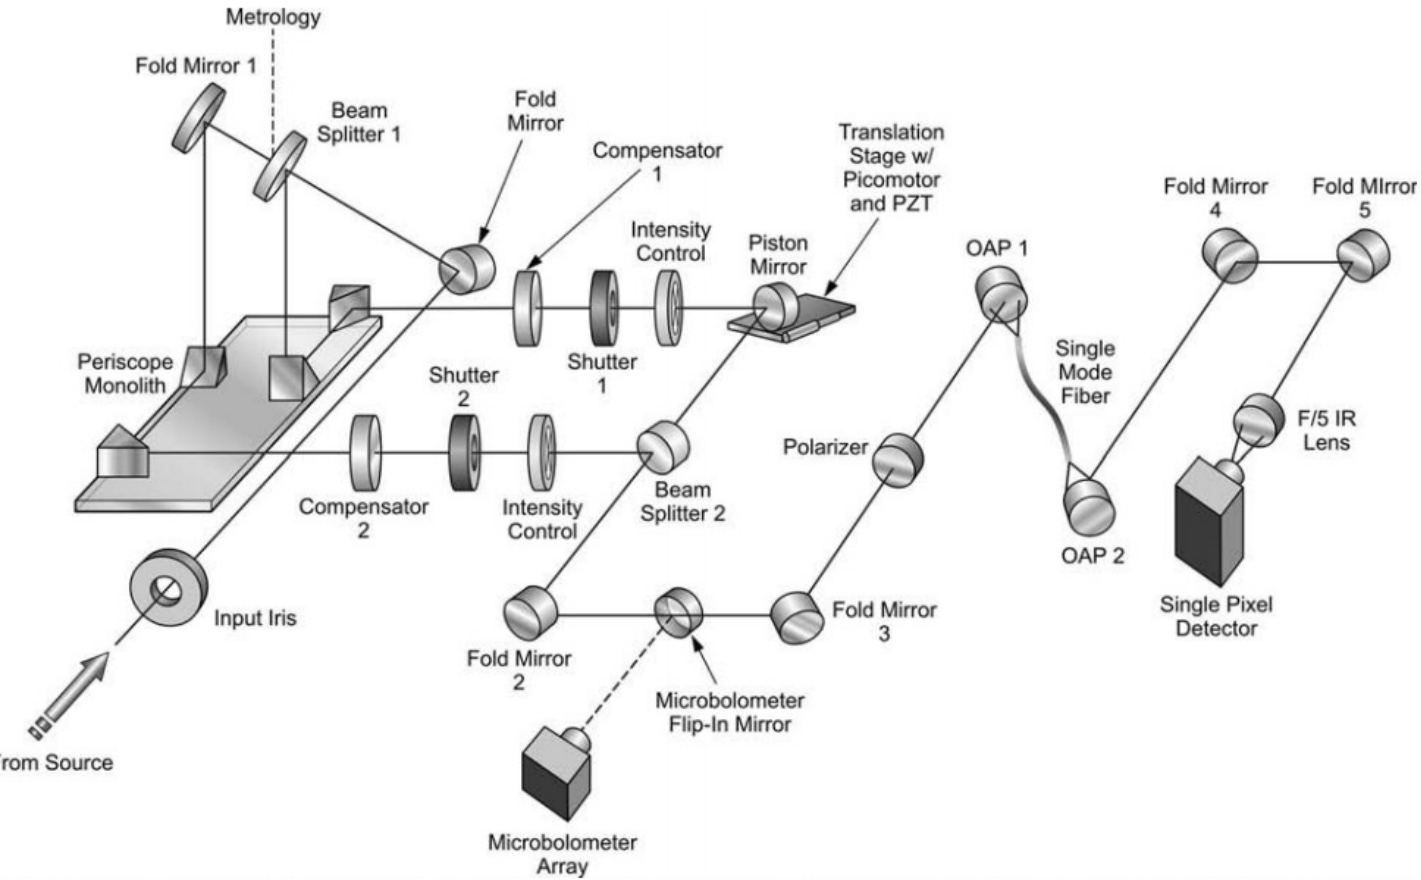 Metrology
Fold Mirror 1
Beam
Splitter 1
Fold
Mirror
Compensator
1
Translation
Stage w/
Picomotor
and PZT
Intensity
Control
Piston
Mirror
OAP 1
Fold Mirror
4
Fold MIrror
5
Periscope
Monolith
Shutter
2
Shutter
1
Single
Mode
Fiber
F/5 IR
Lens
Polarizer
Compensator
2
Intensity
Control
Beam
Splitter 2
OAP 2
Input Iris
Fold Mirror
2
Fold Mirror
3
Single Pixel
Detector
Microbolometer
Flip-In Mirror
rom Source
Microbolometer
Array